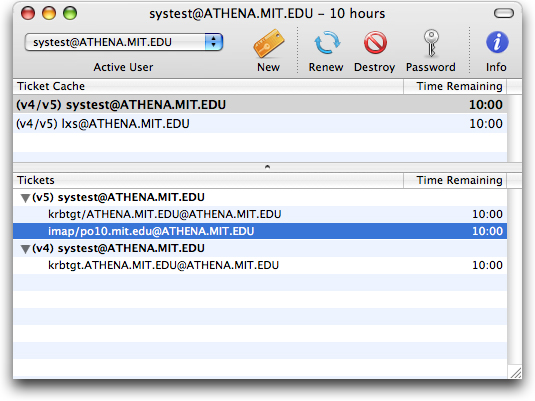 systest@ATHENA.MIT.EDU – 10 hours
systest@ATHENA.MIT.EDU
Active User New Renew Destroy Password Info
Ticket Cache Time Remaining
(v4/v5) systest@ATHENA.MIT.EDU 10:00
(v4/v5) lxs@ATHENA.MIT.EDU 10:00
Tickets Time Remaining
(v5) systest@ATHENA.MIT.EDU
krbtgt/ATHENA.MIT.EDU@ATHENA.MIT.EDU 10:00
imap/po10.mit.edu@ATHENA.MIT.EDU 10:00
(v4) systest@ATHENA.MIT.EDU
krbtgt.ATHENA.MIT.EDU@ATHENA.MIT.EDU 10:00